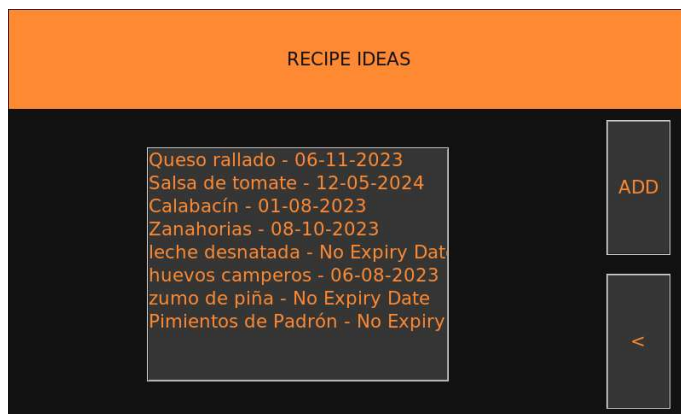 RECIPE IDEAS
Queso rallado - 06-11-2023
Salsa de tomate - 12-05-2024
Calabacín - 01-08-2023
Zanahorias - 08-10-2023
leche desnatada - No Expiry Dat
huevos camperos - 06-08-2023
zumo de piña - No Expiry Date
Pimientos de Padrón - No Expiry
ADD
<